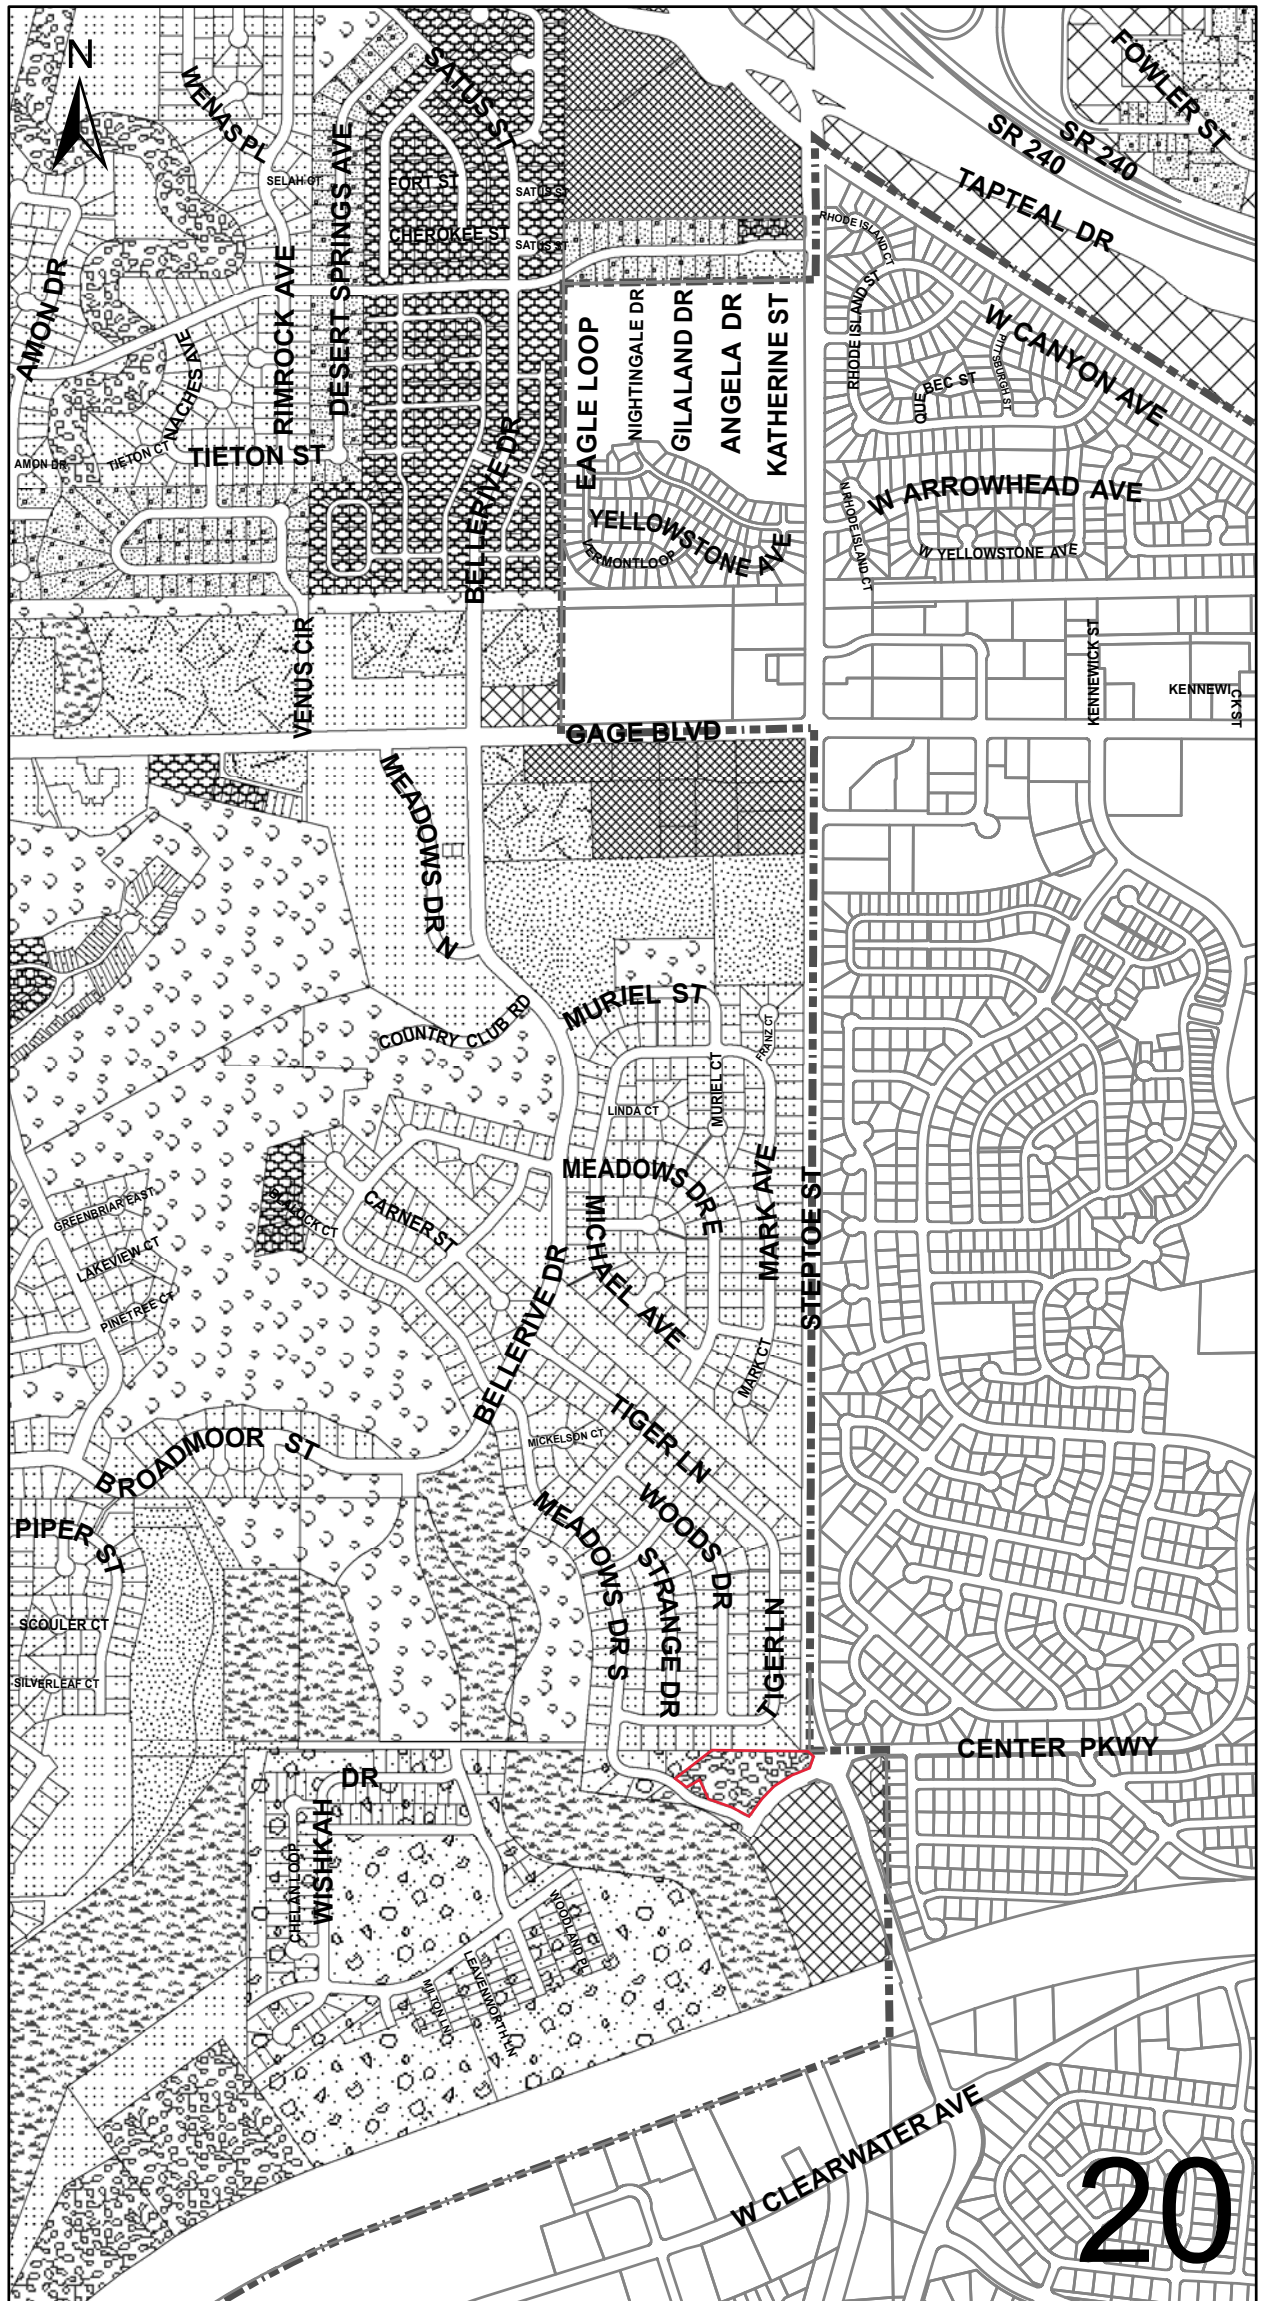 N
WENAS PL
SATUS ST
FOWLER ST
SR 240
SR 240
TAPTEAL DR
SELAH CT
FORT ST
SATUS ST
CHEROKEE ST
SATUS ST
DESERT SPRINGS AVE
RIMROCK AVE
AMON DR
NACHES AVE
TIETON CT
TIETON ST
AMON DR
BELLERIVE DR
EAGLE LOOP
NIGHTINGALE DR
GILALAND DR
ANGELA DR
KATHERINE ST
RHODE ISLAND CT
RHODE ISLAND ST
W CANYON AVE
PITTSBURGH ST
QUE
BEC ST
W ARROWHEAD AVE
N RHODE ISLAND CT
W YELLOWSTONE AVE
YELLOWSTONE AVE
VERMONT LOOP
VENUS CIR
KENNEWICK ST
KENNEWI
CK ST
GAGE BLVD
MEADOWS DR N
COUNTRY CLUB RD
MURIEL ST
FRANZ CT
MURIEL CT
LINDA CT
MEADOWS DR E
MARK AVE
STEPTOE ST
MICHAEL AVE
GREENBRIAR EAST
LAKEVIEW CT
PINETREE CT
CARNER ST
BELLERIVE DR
MARK CT
TIGER LN
MICKELSON CT
BROADMOOR ST
PIPER ST
WOODS DR
MEADOWS DR S
STRANGE DR
TIGER LN
SCOULER CT
SILVERLEAF CT
CENTER PKWY
DR
WISHKAH
CHELAN LOOP
WOODLAND PL
LEAVENWORTH LN
MILTON LN
W CLEARWATER AVE
20